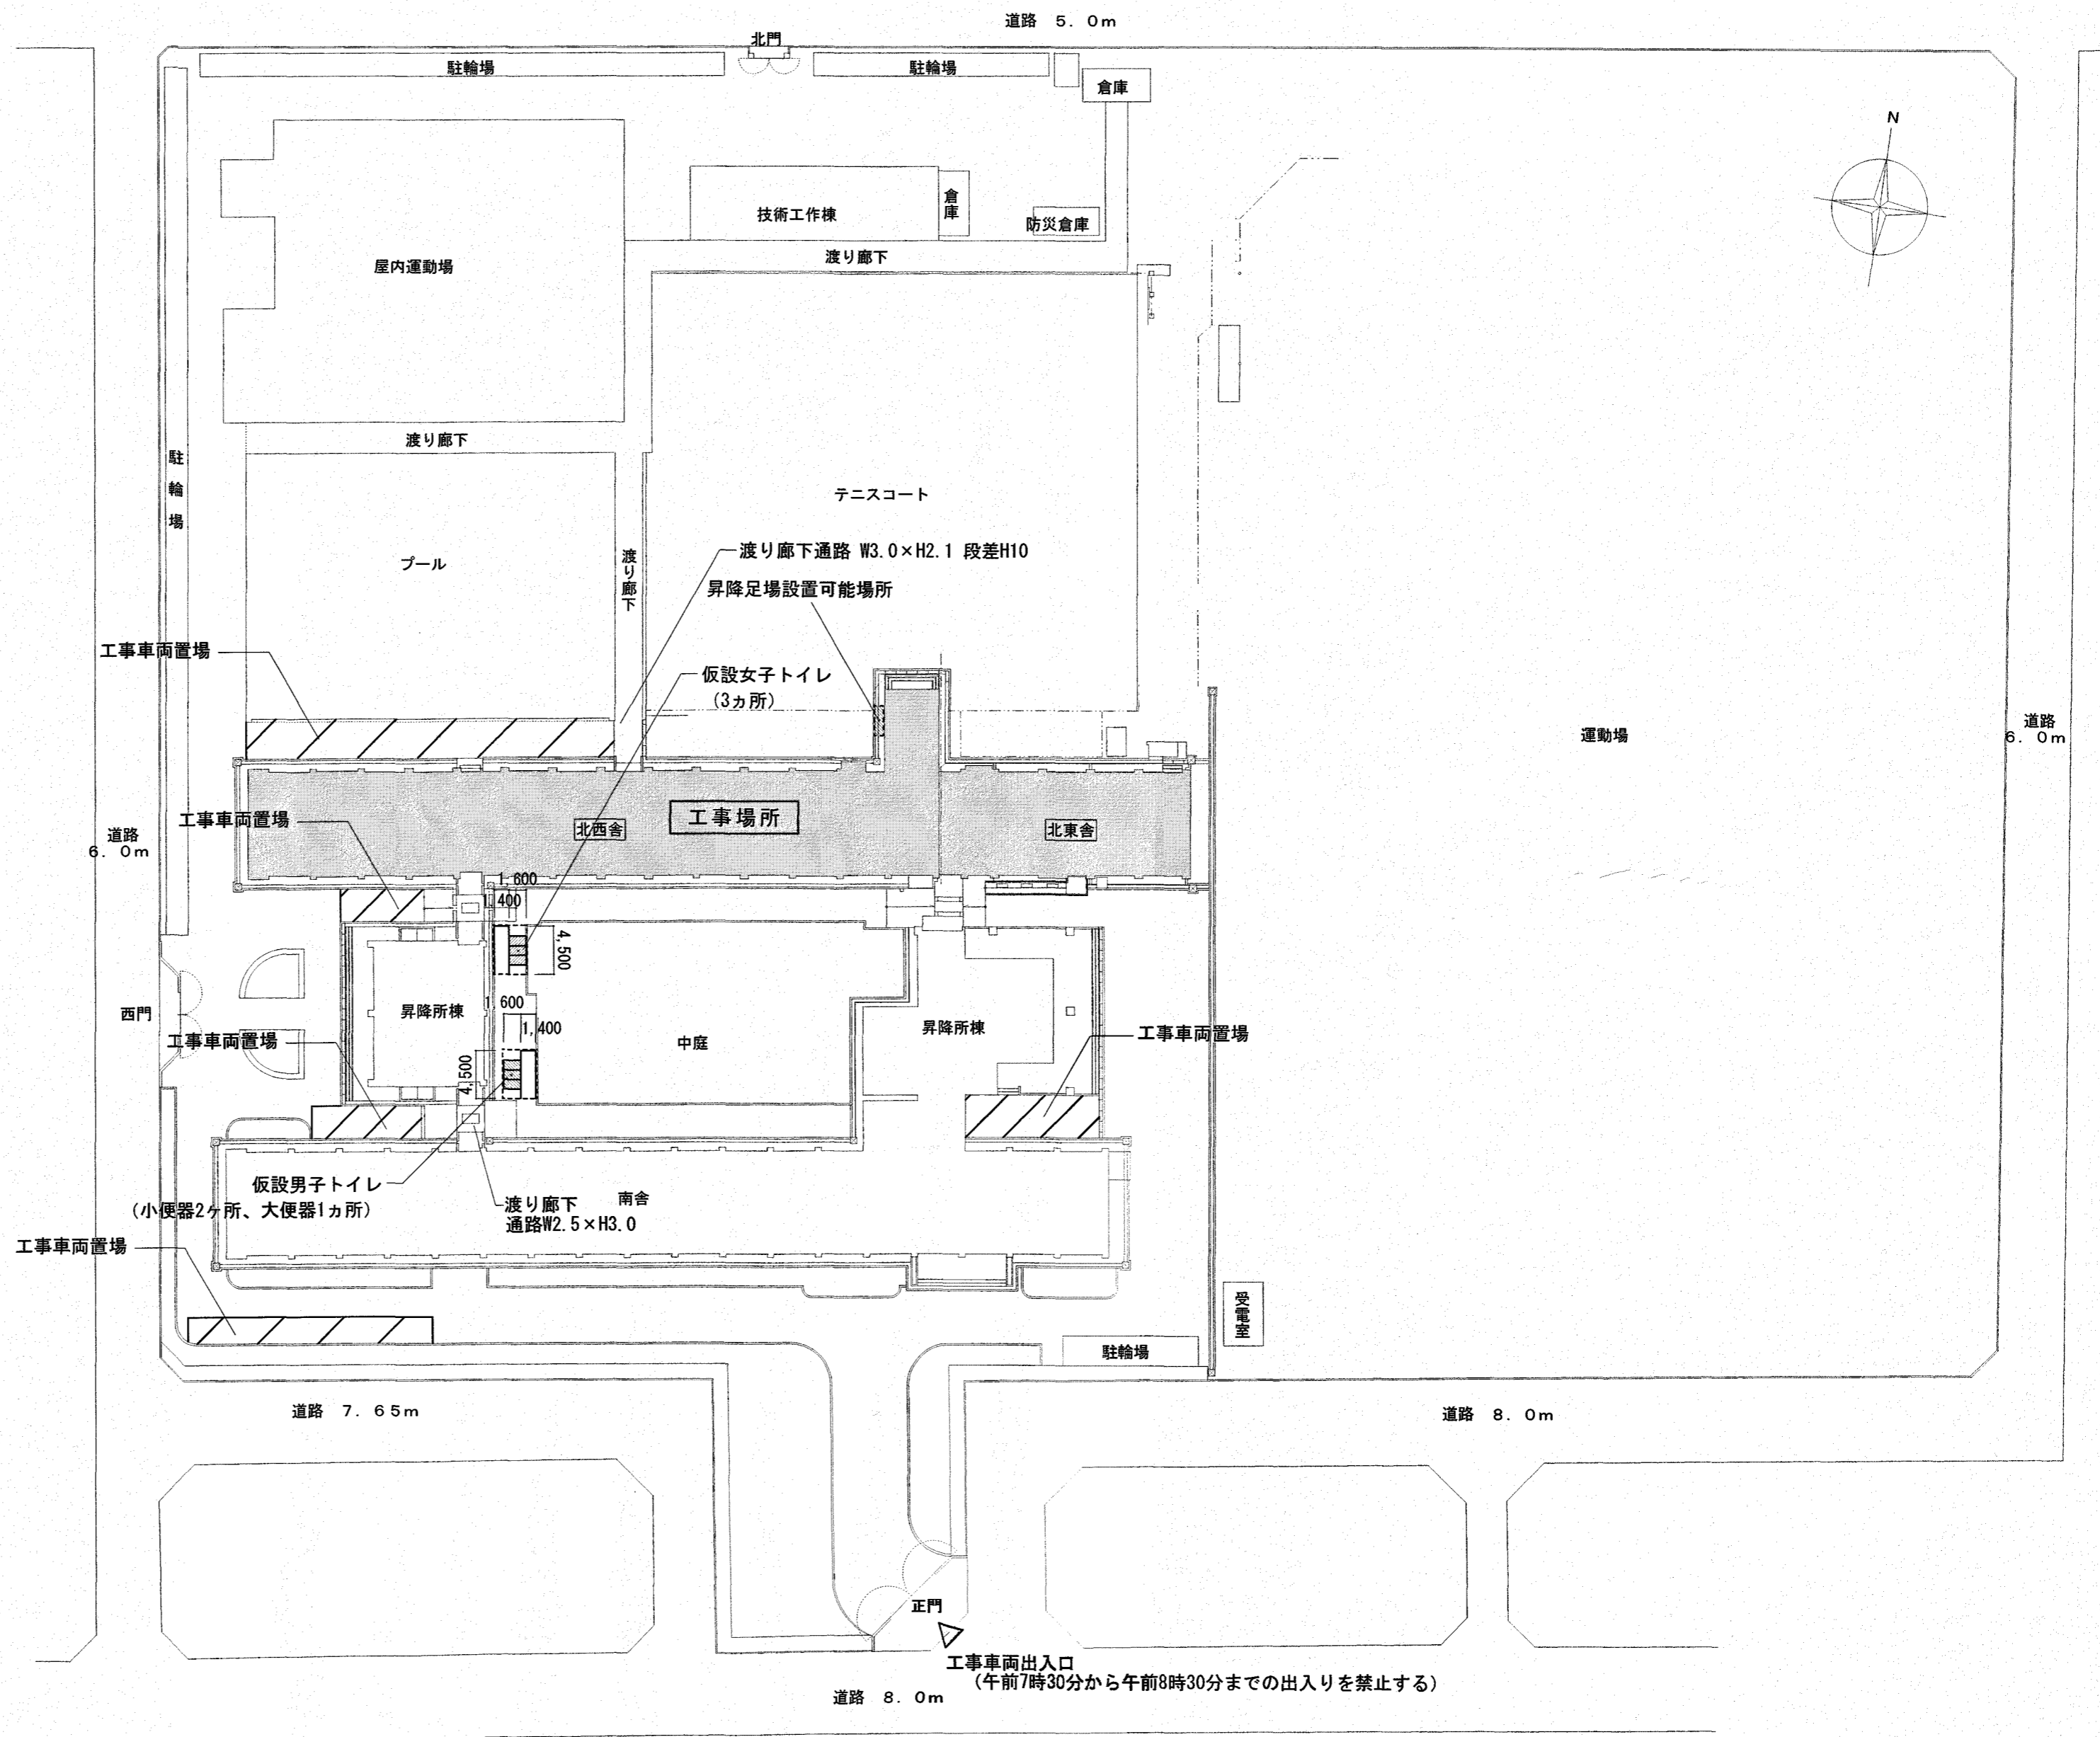 道路 5.0m
北門
駐輪場
駐輪場
倉庫
N
技術工作棟
倉庫
防災倉庫
渡り廊下
屋内運動場
渡り廊下
駐輪場
テニスコート
プール
渡り廊下
渡り廊下通路 W3.0×H2.1 段差H10
昇降足場設置可能場所
工事車両置場
仮設女子トイレ
(3ヵ所)
運動場
道路
6.0m
工事車両置場
工事場所
北西舎
北東舎
道路
6.0m
1,600
1,400
4,500
西門
昇降所棟
1,600
1,400
中庭
昇降所棟
工事車両置場
工事車両置場
4,500
仮設男子トイレ
(小便器2ケ所、大便器1ヵ所)
渡り廊下
通路W2.5×H3.0
南舎
工事車両置場
受電室
駐輪場
道路 7.65m
道路 8.0m
正門
工事車両出入口
(午前7時30分から午前8時30分までの出入りを禁止する)
道路 8.0m